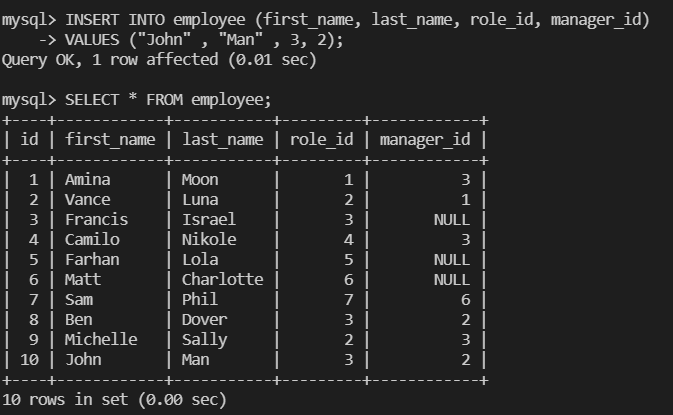 mysql> INSERT INTO employee (first_name, last_name, role_id, manager_id)
    -> VALUES ("John" , "Man" , 3, 2);
Query OK, 1 row affected (0.01 sec)

mysql> SELECT * FROM employee;
+----+------------+-----------+---------+------------+
| id | first_name | last_name | role_id | manager_id |
+----+------------+-----------+---------+------------+
|  1 | Amina      | Moon      |       1 |          3 |
|  2 | Vance      | Luna      |       2 |          1 |
|  3 | Francis    | Israel    |       3 |       NULL |
|  4 | Camilo     | Nikole    |       4 |          3 |
|  5 | Farhan     | Lola      |       5 |       NULL |
|  6 | Matt       | Charlotte |       6 |       NULL |
|  7 | Sam        | Phil      |       7 |          6 |
|  8 | Ben        | Dover     |       3 |          2 |
|  9 | Michelle   | Sally     |       2 |          3 |
| 10 | John       | Man       |       3 |          2 |
+----+------------+-----------+---------+------------+
10 rows in set (0.00 sec)